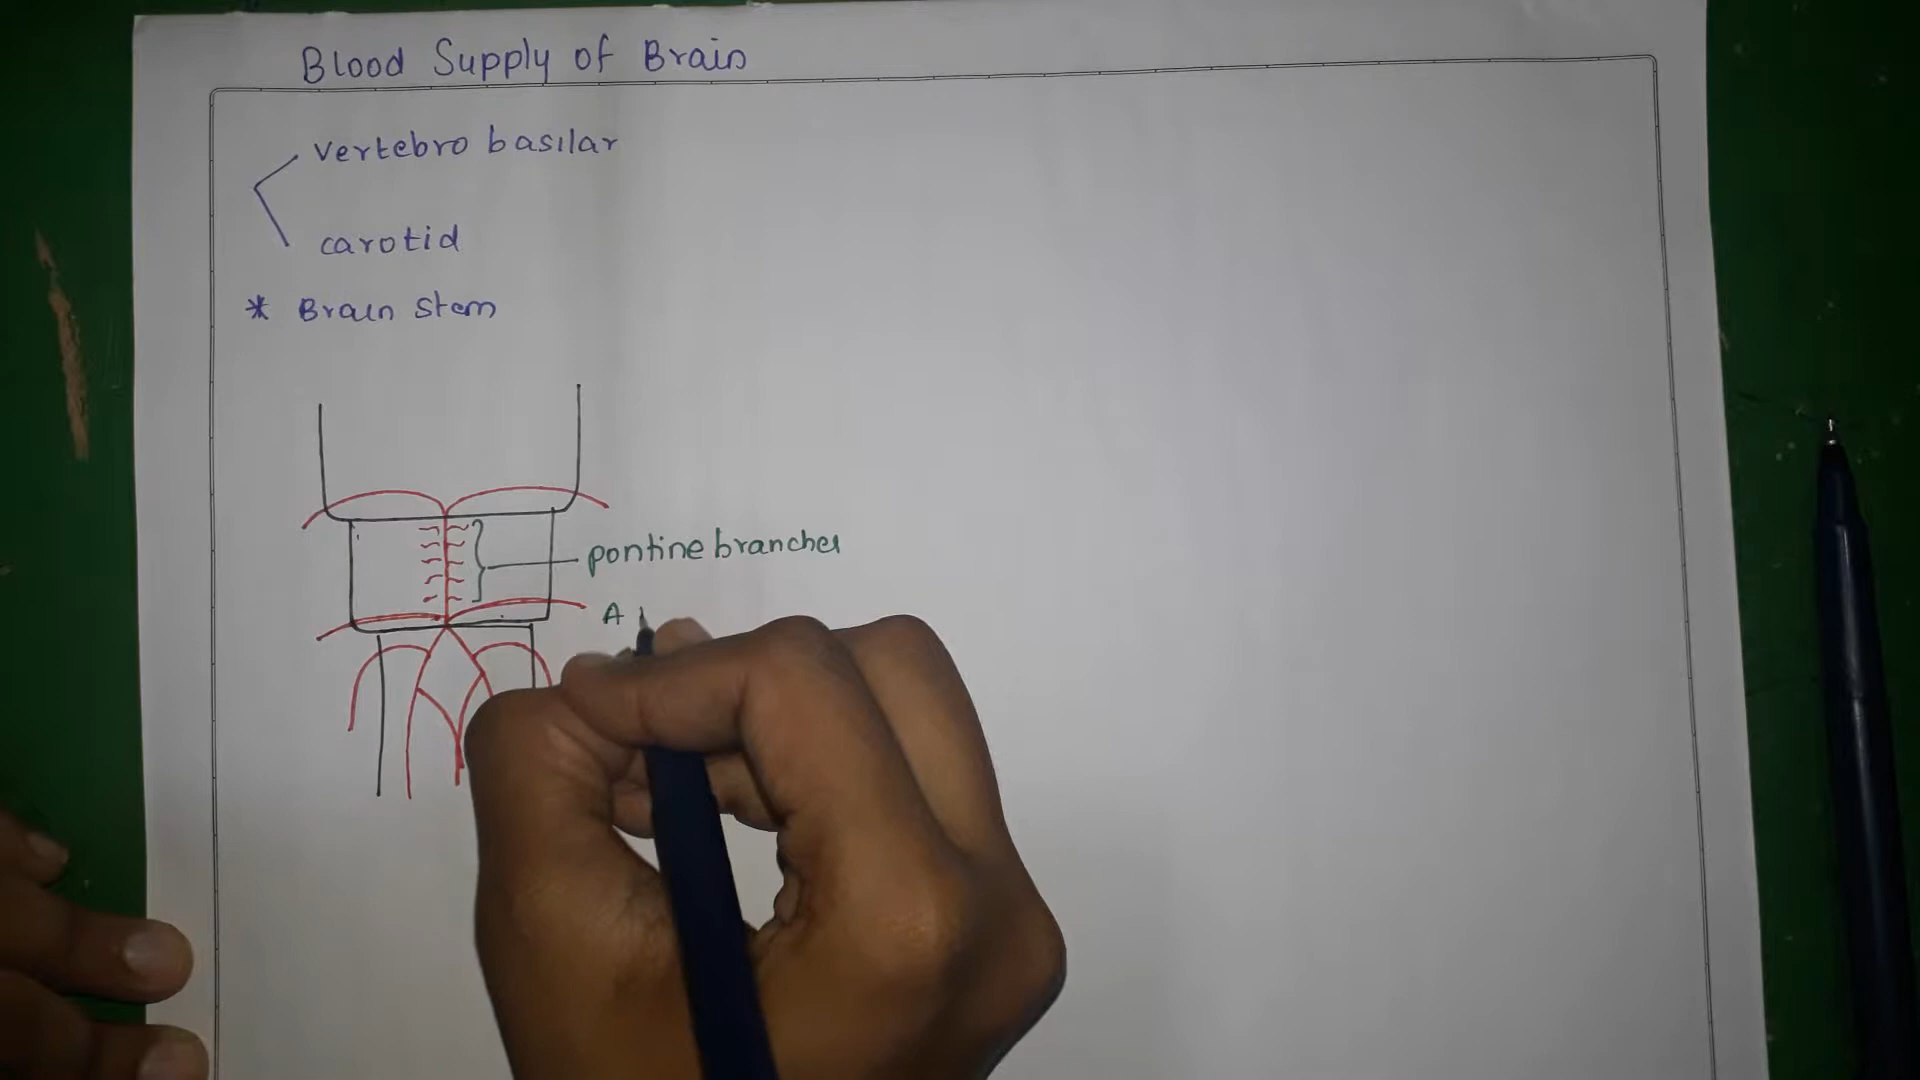 Blood Supply of Brain
Vertebro basilar
carotid
* Brain Stem
pontine branches
A